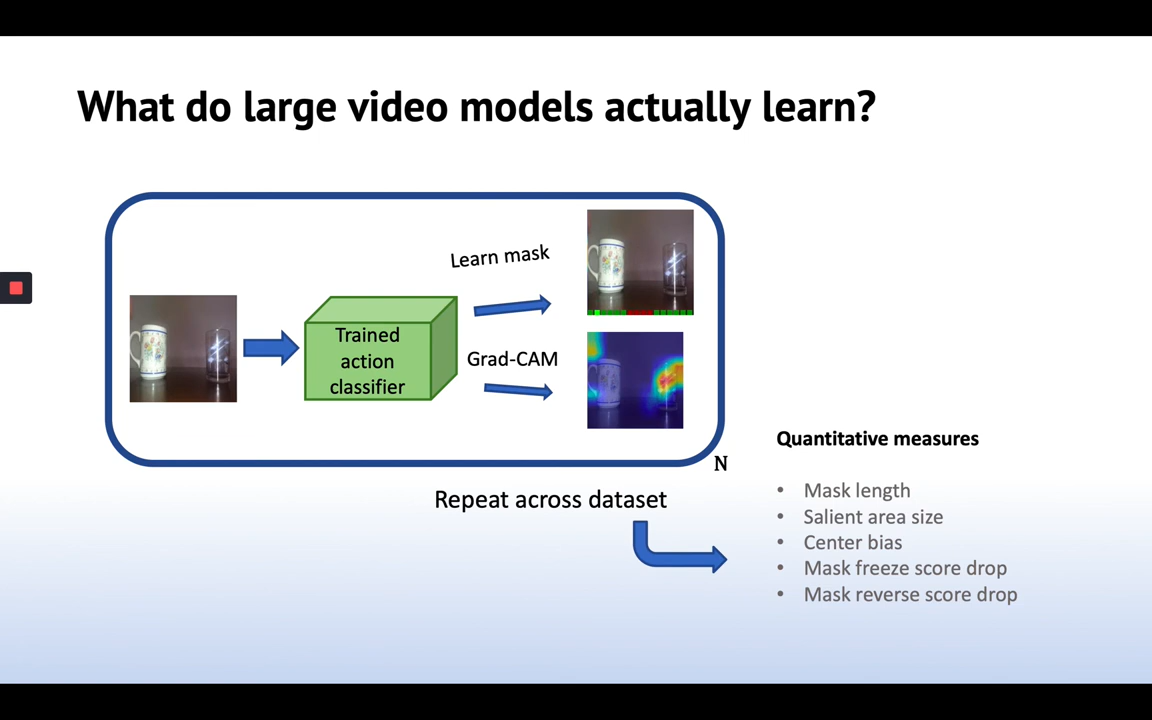 What do large video models actually learn?
Learn mask
Trained
action
classifier
Grad-CAM
N
Repeat across dataset
Quantitative measures
• Mask length
• Salient area size
• Center bias
• Mask freeze score drop
• Mask reverse score drop